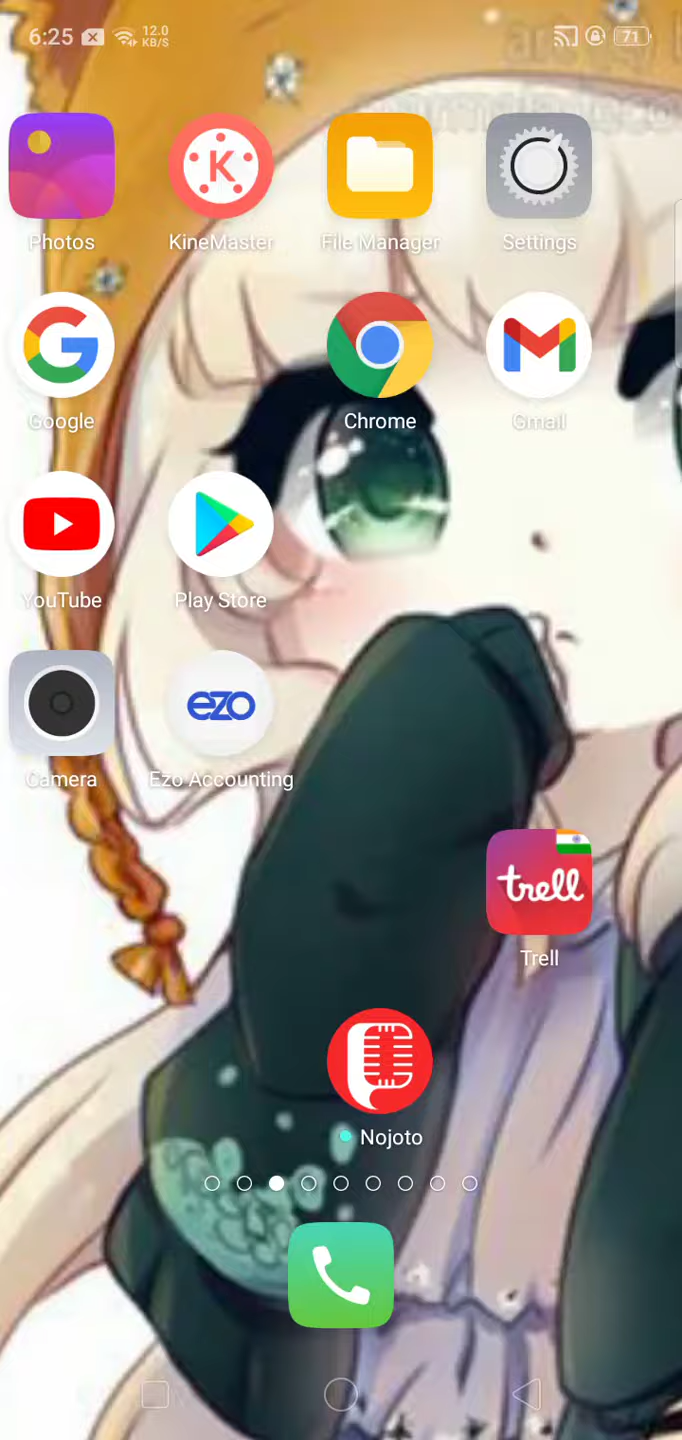 6:25 12.0 KB/S 71
Photos KineMaster File Manager Settings
Google Chrome Gmail
YouTube Play Store
ezo
Camera Ezo Accounting
trell
Trell
Nojoto